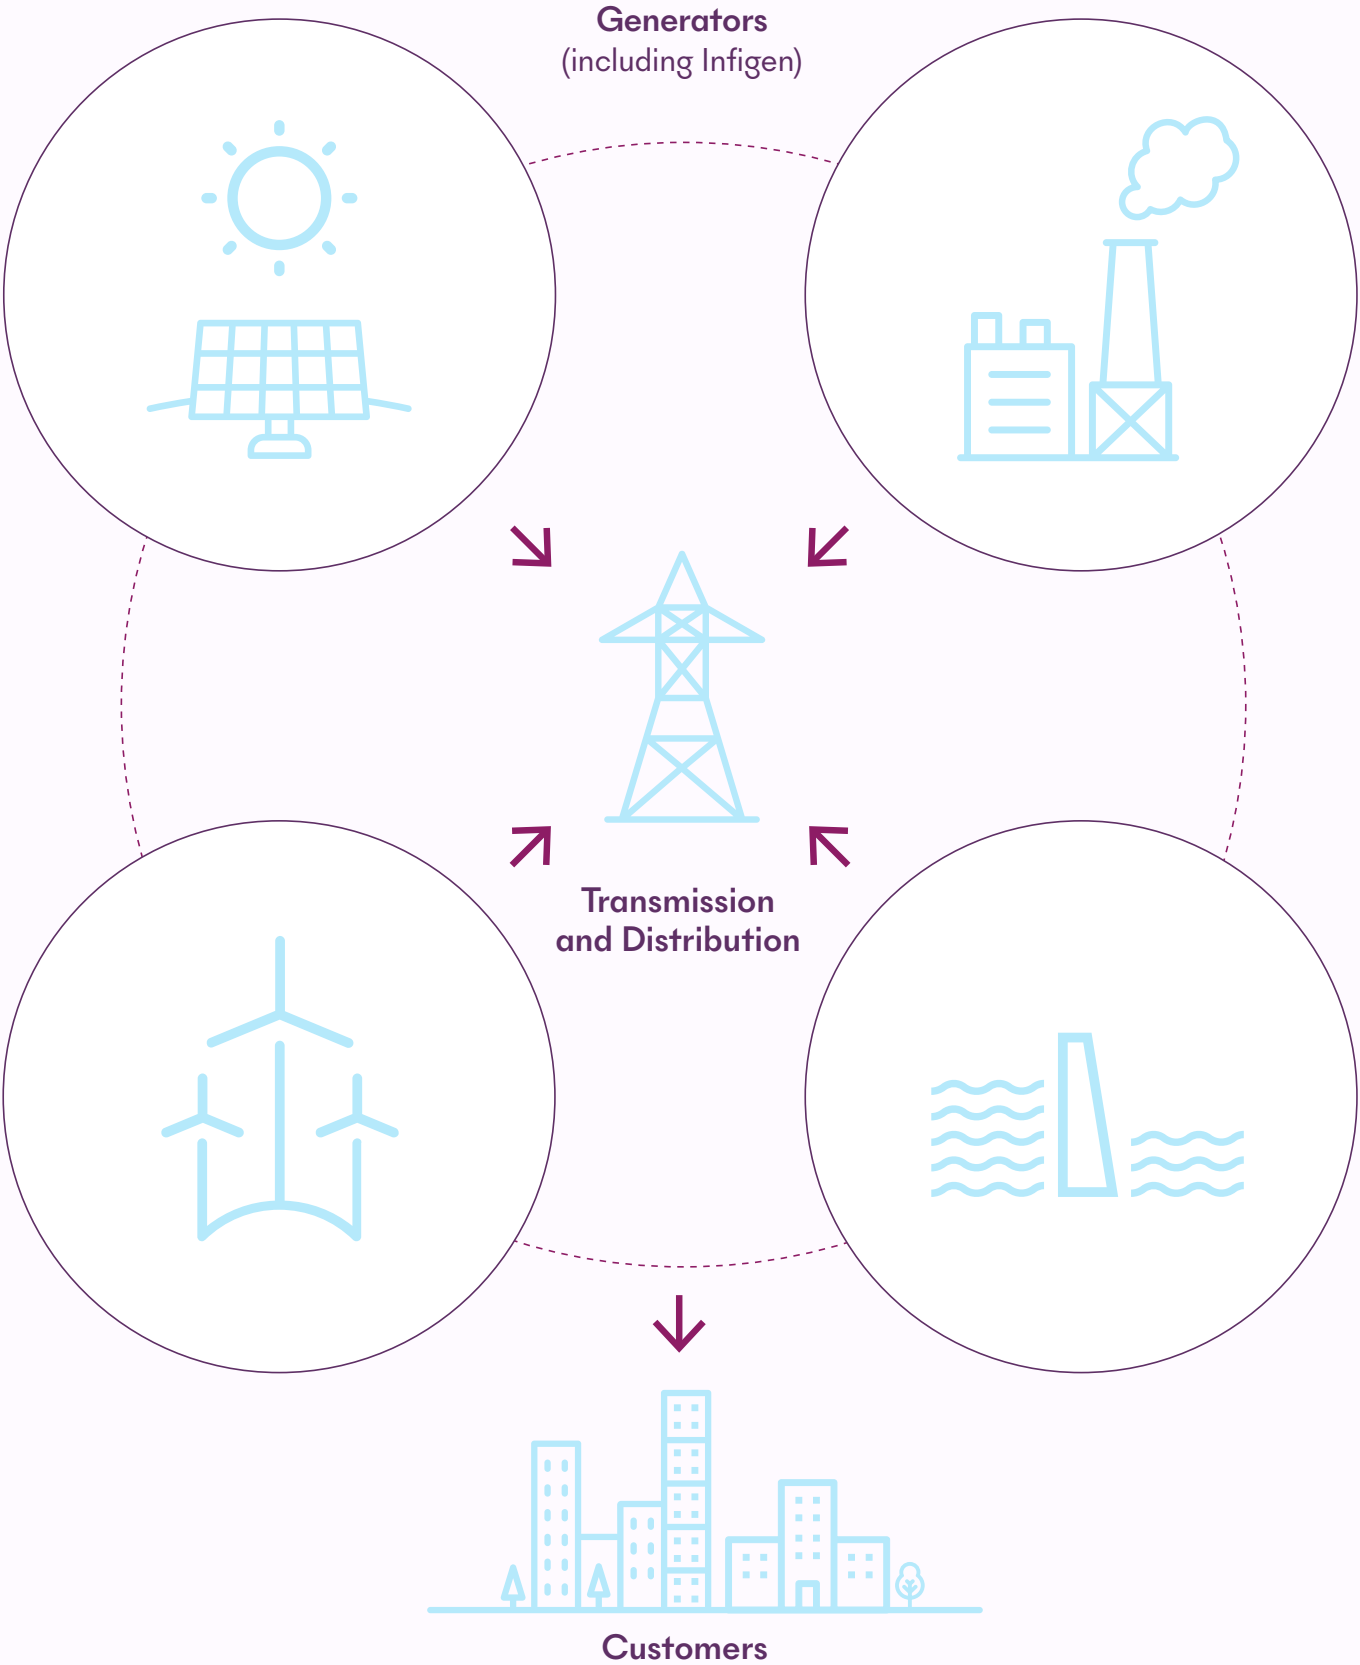 Generators
(including Infigen)
Transmission
and Distribution
Customers